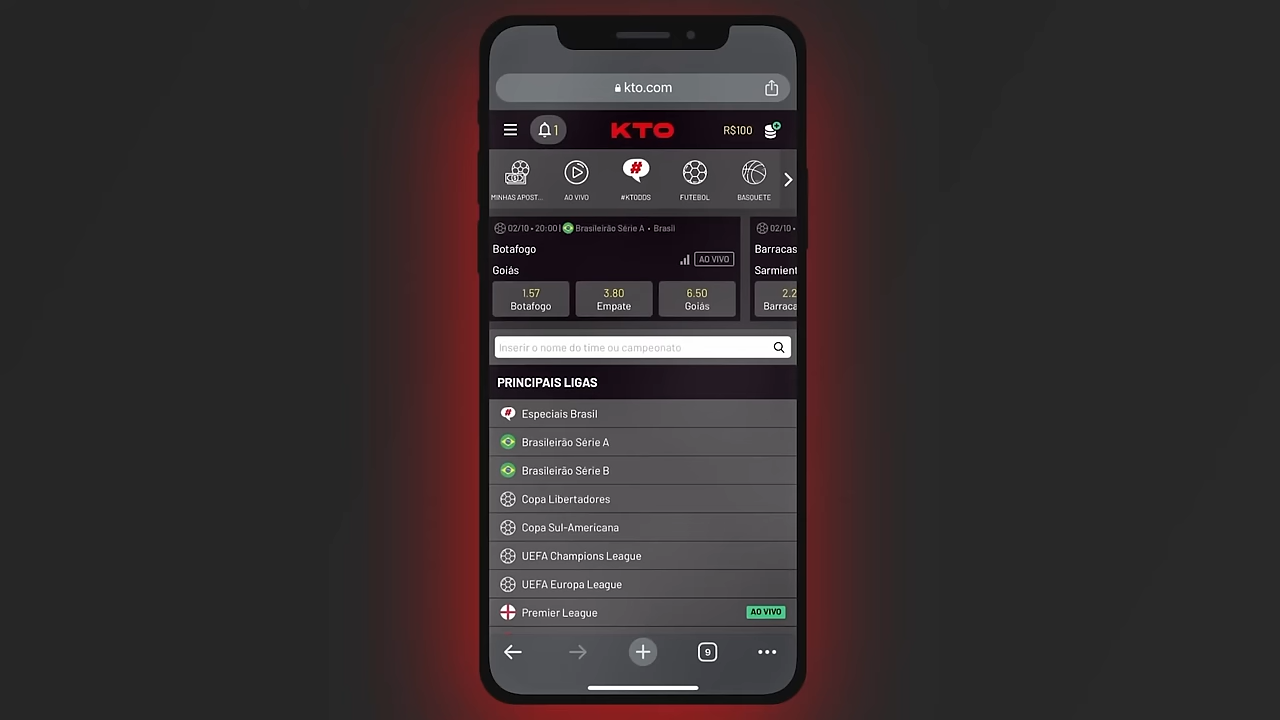 kto.com
1
KTO
R$100
MINHAS APOST...
AO VIVO
#KTODDS
FUTEBOL
BASQUETE
02/10 • 20:00 | Brasileirão Série A • Brasil
Botafogo
AO VIVO
Goiás
1.57
Botafogo
3.80
Empate
6.50
Goiás
02/10 •
Barracas
Sarmient
2.2
Barraca
Inserir o nome do time ou campeonato
PRINCIPAIS LIGAS
Especiais Brasil
Brasileirão Série A
Brasileirão Série B
Copa Libertadores
Copa Sul-Americana
UEFA Champions League
UEFA Europa League
Premier League
AO VIVO
9